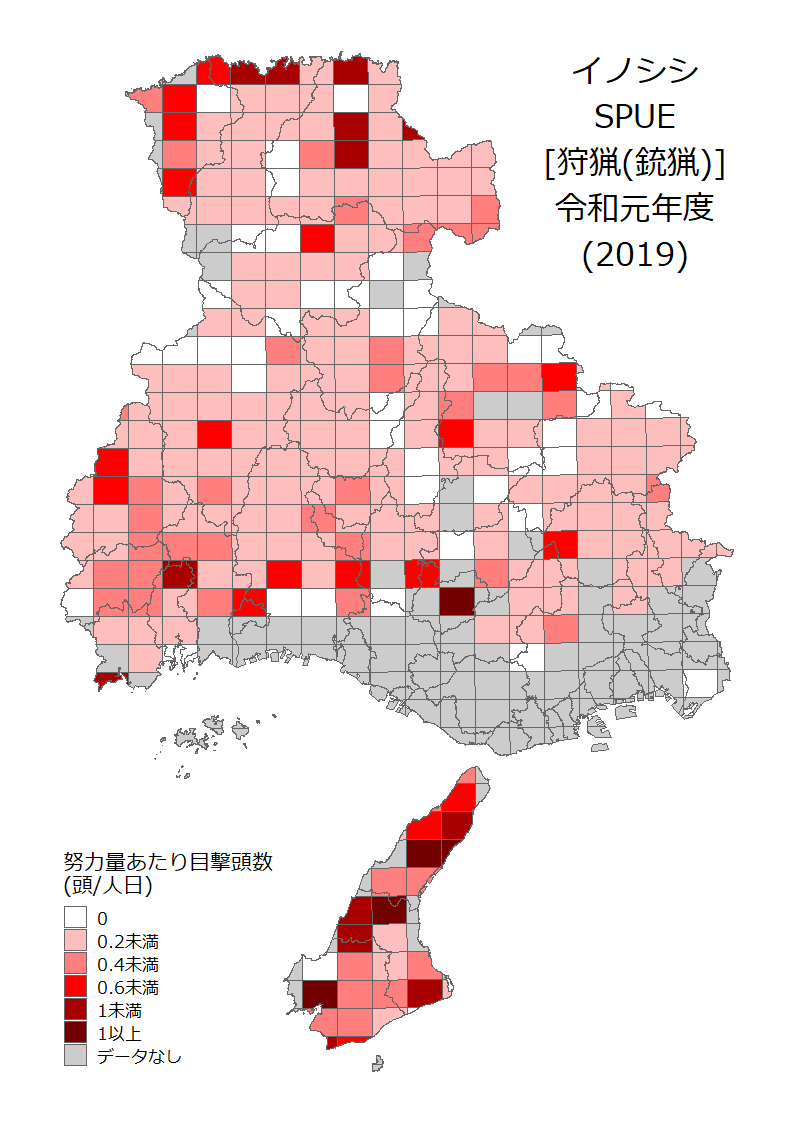 イノシシ
SPUE
[狩猟(銃猟)]
令和元年度
(2019)
努力量あたり目撃頭数
(頭/人日)
0
0.2未満
0.4未満
0.6未満
1未満
1以上
データなし